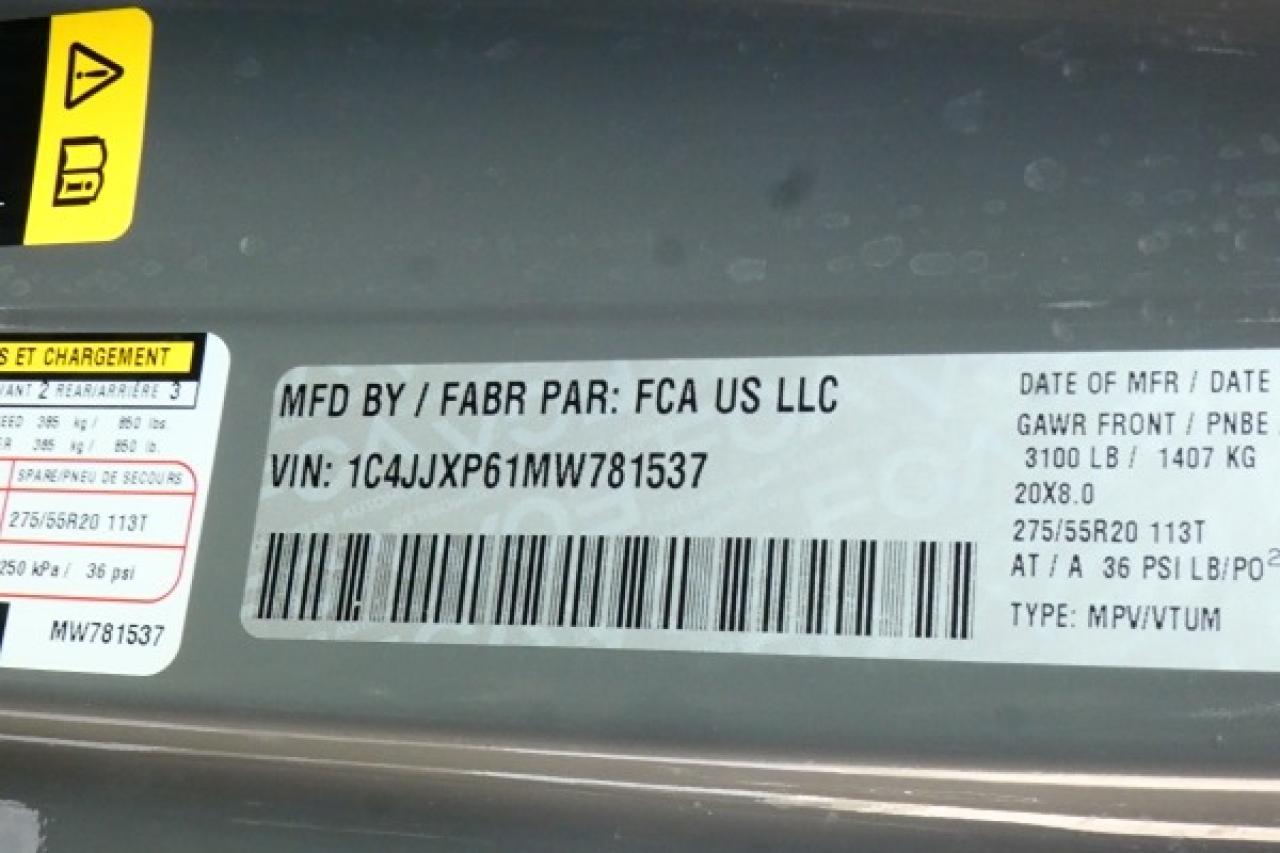 S ET CHARGEMENT
VANT 2 REAR/ARRIÈRE 3
EED 385 kg / 850 lbs.
ER 385 kg / 850 lb.
SPARE/PNEU DE SECOURS
275/55R20 113T
250 kPa / 36 psi
MW781537
MFD BY / FABR PAR: FCA US LLC
VIN: 1C4JJXP61MW781537
DATE OF MFR / DATE
GAWR FRONT / PNBE
3100 LB / 1407 KG
20X8.0
275/55R20 113T
AT / A 36 PSI LB/PO²
TYPE: MPV/VTUM